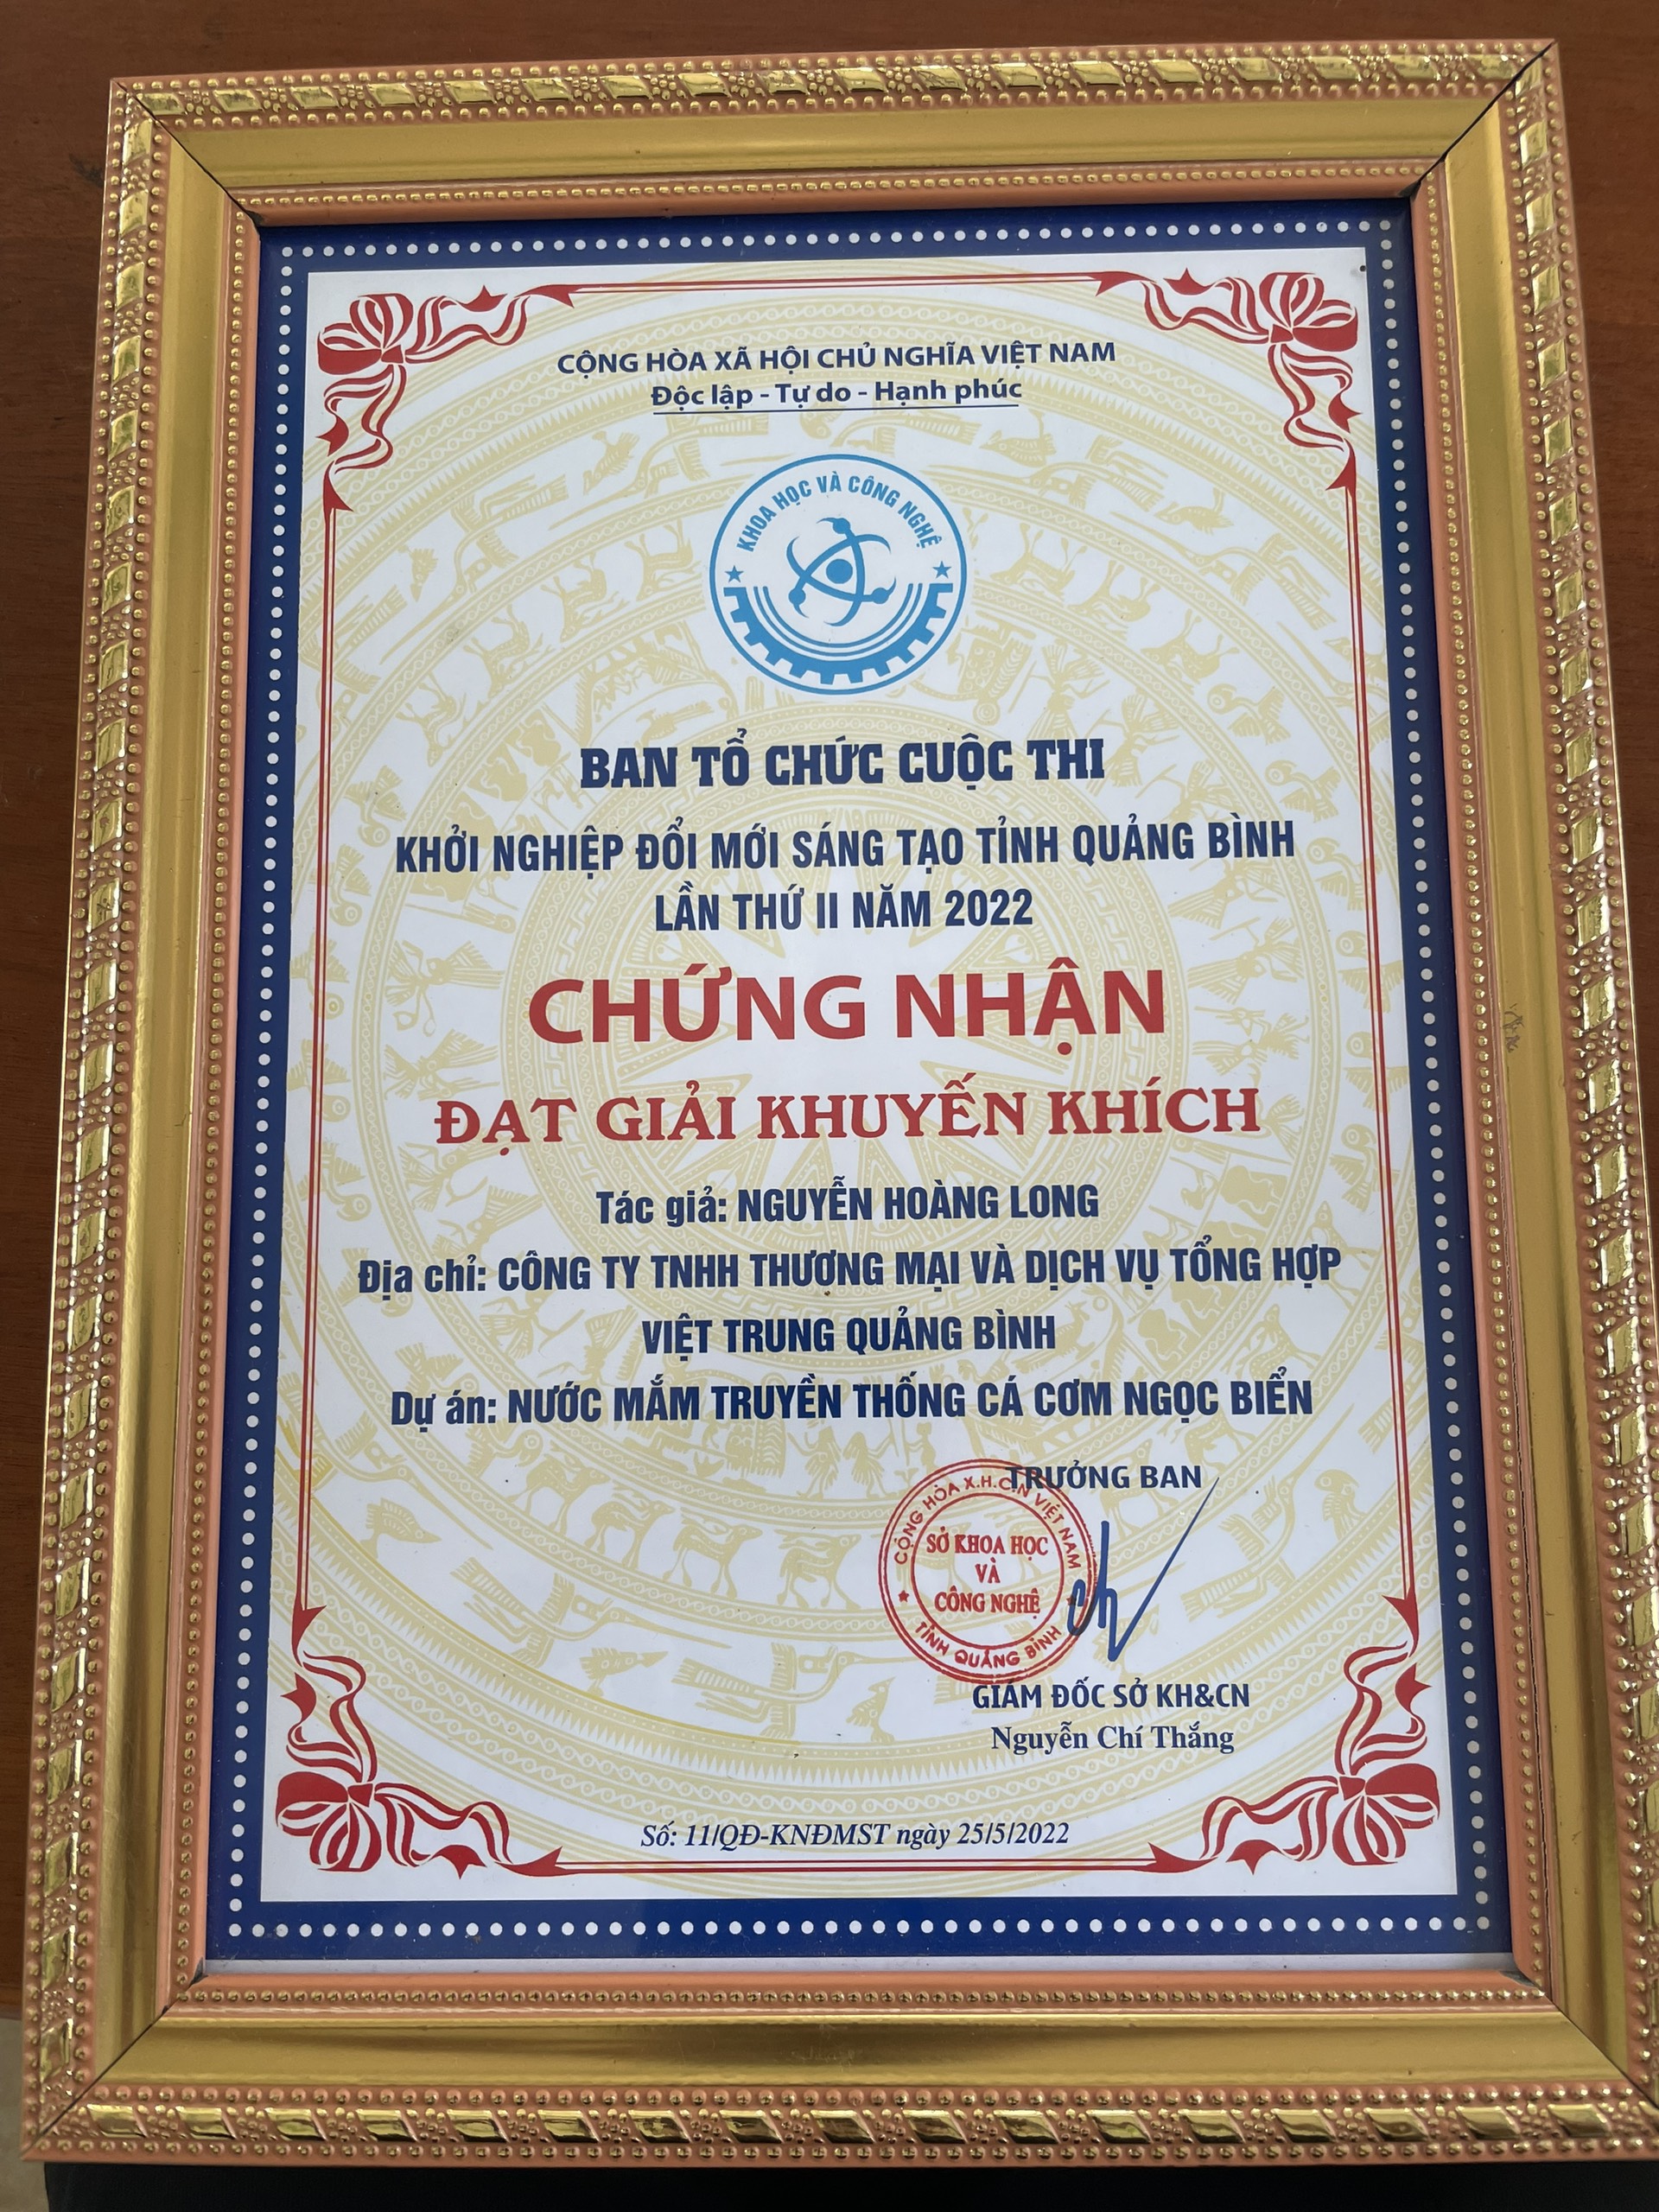 CỘNG HÒA XÃ HỘI CHỦ NGHĨA VIỆT NAM
Độc lập - Tự do - Hạnh phúc
KHOA HỌC VÀ CÔNG NGHỆ
BAN TỔ CHỨC CUỘC THI
KHỞI NGHIỆP ĐỔI MỚI SÁNG TẠO TỈNH QUẢNG BÌNH
LẦN THỨ II NĂM 2022
CHỨNG NHẬN
ĐẠT GIẢI KHUYẾN KHÍCH
Tác giả: NGUYỄN HOÀNG LONG
Địa chỉ: CÔNG TY TNHH THƯƠNG MẠI VÀ DỊCH VỤ TỔNG HỢP
VIỆT TRUNG QUẢNG BÌNH
Dự án: NƯỚC MẮM TRUYỀN THỐNG CÁ CƠM NGỌC BIỂN
TRƯỞNG BAN
CỘNG HÒA X.H.C.N VIỆT NAM
SỞ KHOA HỌC
VÀ
CÔNG NGHỆ
TỈNH QUẢNG BÌNH
GIÁM ĐỐC SỞ KH&CN
Nguyễn Chí Thắng
Số: 11/QĐ-KNĐMST ngày 25/5/2022